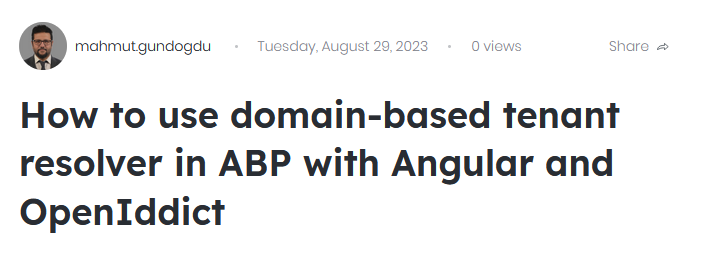 mahmut.gundogdu • Tuesday, August 29, 2023 • 0 views Share
How to use domain-based tenant
resolver in ABP with Angular and
OpenIddict